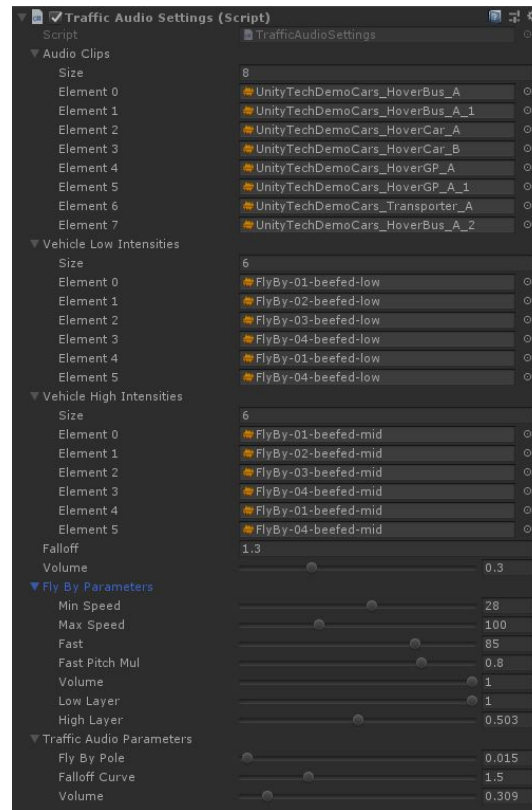 Traffic Audio Settings (Script)
Script TrafficAudioSettings
Audio Clips
Size 8
Element 0 UnityTechDemoCars_HoverBus_A
Element 1 UnityTechDemoCars_HoverBus_A_1
Element 2 UnityTechDemoCars_HoverCar_A
Element 3 UnityTechDemoCars_HoverCar_B
Element 4 UnityTechDemoCars_HoverGP_A
Element 5 UnityTechDemoCars_HoverGP_A_1
Element 6 UnityTechDemoCars_Transporter_A
Element 7 UnityTechDemoCars_HoverBus_A_2
Vehicle Low Intensities
Size 6
Element 0 FlyBy-01-beefed-low
Element 1 FlyBy-02-beefed-low
Element 2 FlyBy-03-beefed-low
Element 3 FlyBy-04-beefed-low
Element 4 FlyBy-01-beefed-low
Element 5 FlyBy-04-beefed-low
Vehicle High Intensities
Size 6
Element 0 FlyBy-01-beefed-mid
Element 1 FlyBy-02-beefed-mid
Element 2 FlyBy-03-beefed-mid
Element 3 FlyBy-04-beefed-mid
Element 4 FlyBy-01-beefed-mid
Element 5 FlyBy-04-beefed-mid
Falloff 1.3
Volume 0.3
Fly By Parameters
Min Speed 28
Max Speed 100
Fast 85
Fast Pitch Mul 0.8
Volume 1
Low Layer 1
High Layer 0.503
Traffic Audio Parameters
Fly By Pole 0.015
Falloff Curve 1.5
Volume 0.309